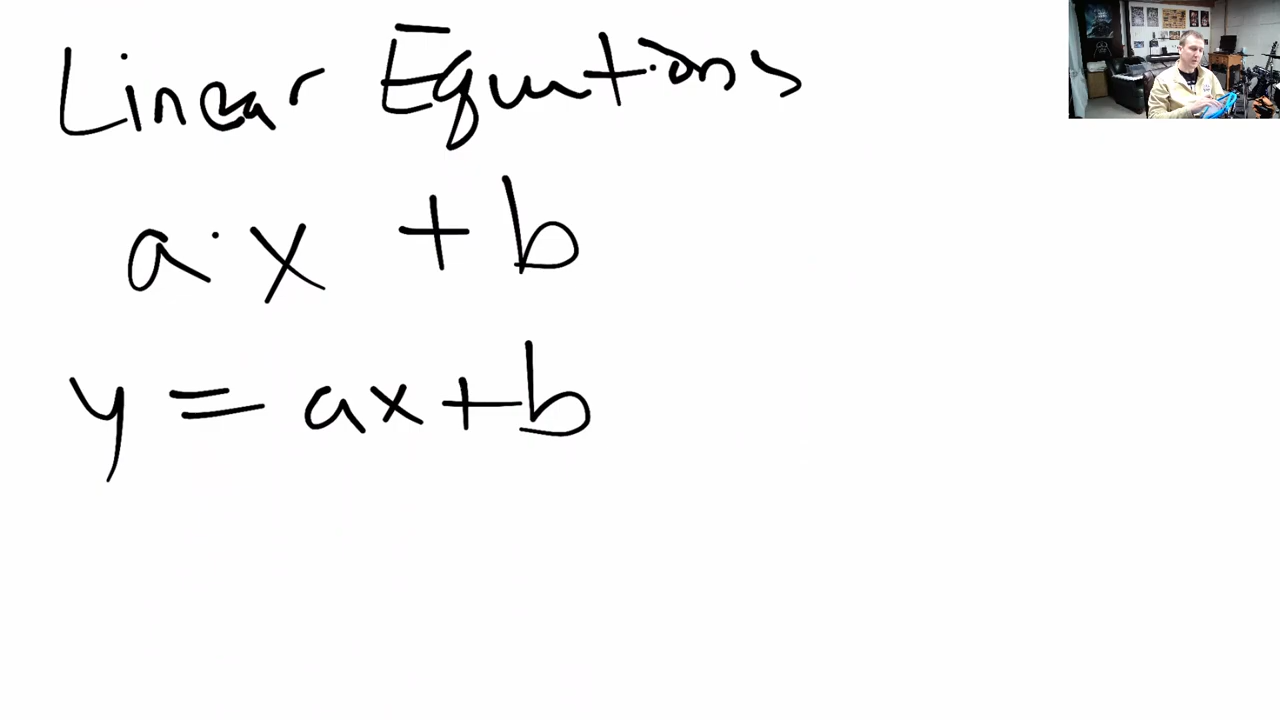 Linear Equations
a·x + b
y = ax+b